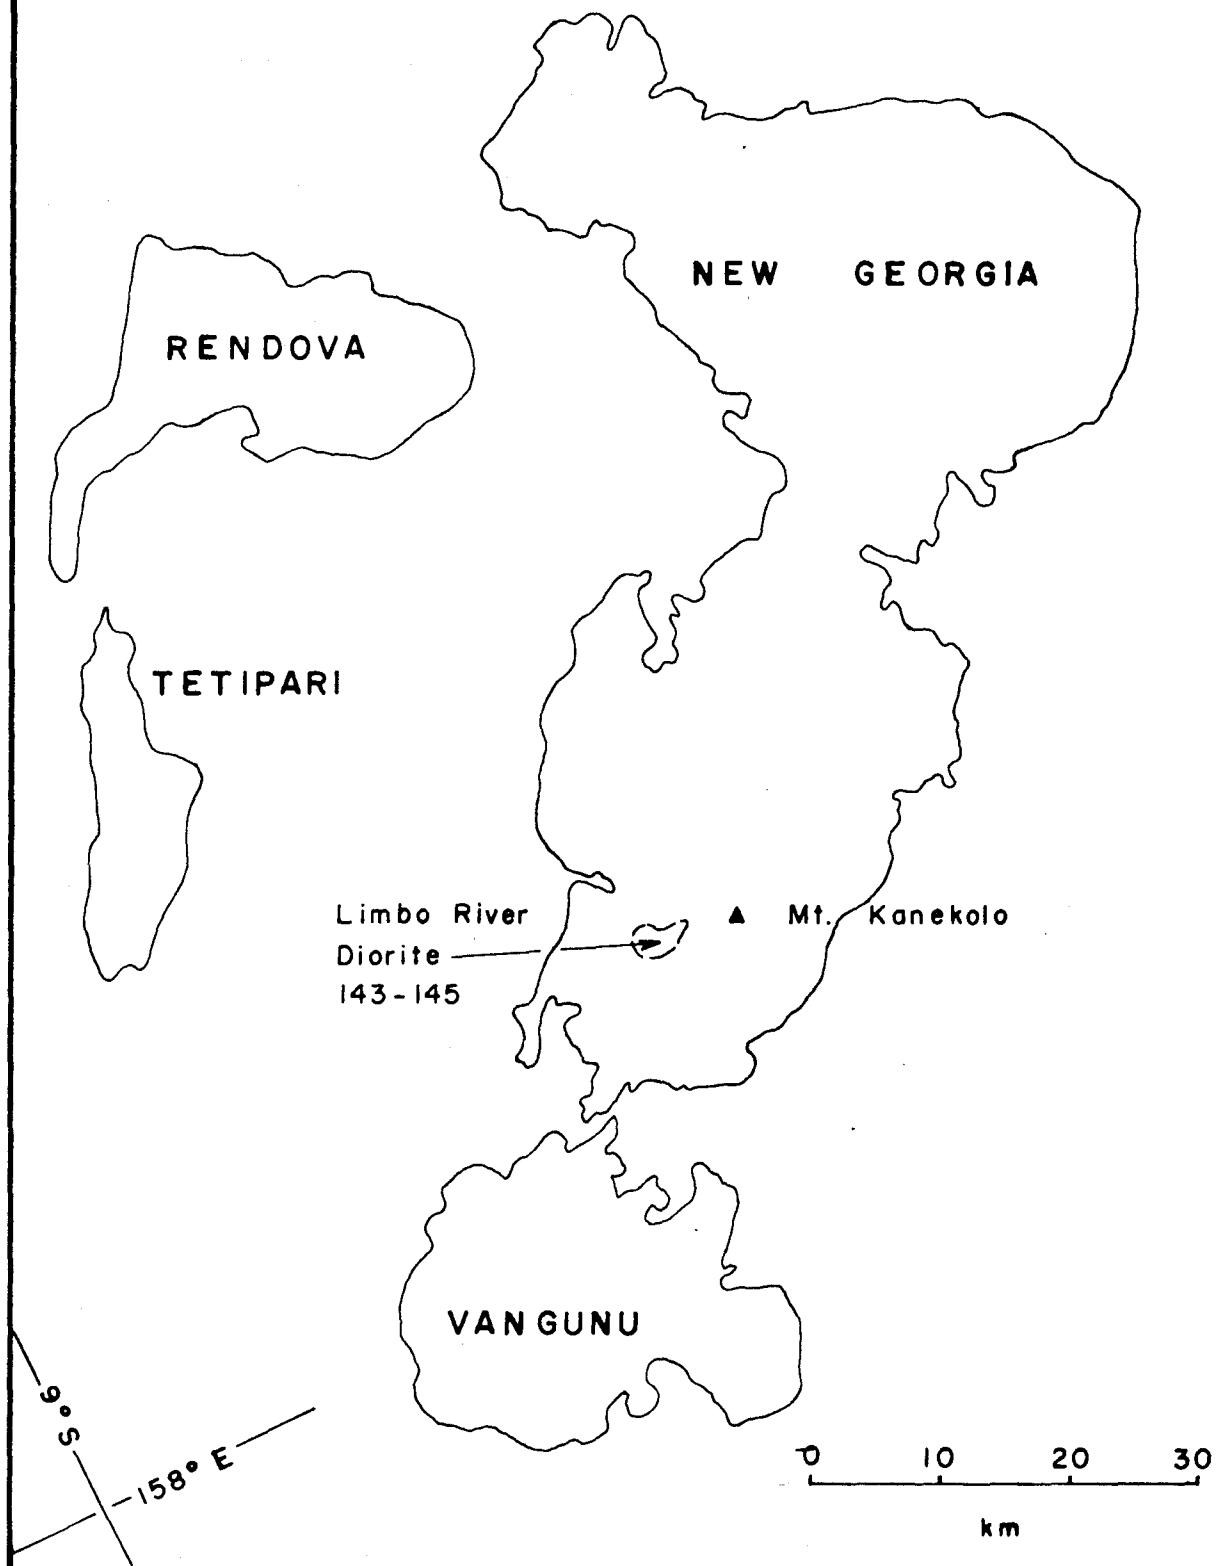 NEW GEORGIA
RENDOVA
TETIPARI
Limbo River
Diorite
143-145
Mt. Kanekolo
VANGUNU
9° S
158° E
0 10 20 30
km